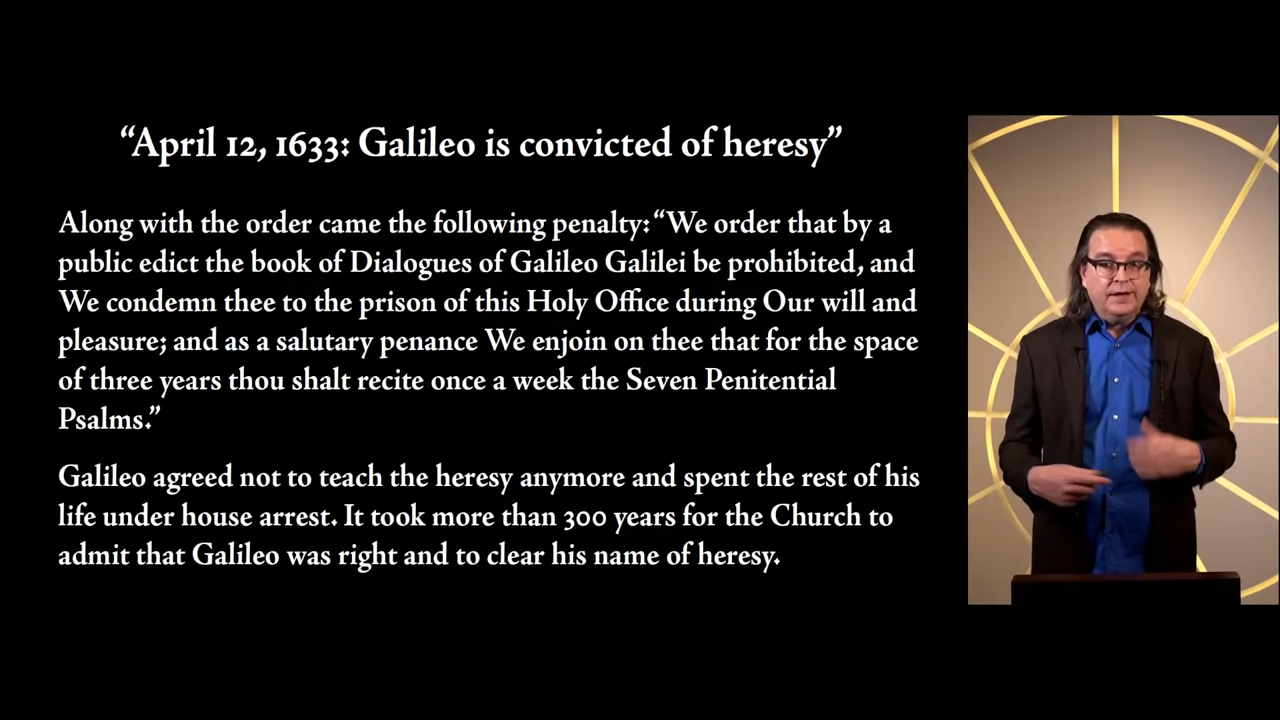 “April 12, 1633: Galileo is convicted of heresy”
Along with the order came the following penalty: “We order that by a
public edict the book of Dialogues of Galileo Galilei be prohibited, and
We condemn thee to the prison of this Holy Office during Our will and
pleasure; and as a salutary penance We enjoin on thee that for the space
of three years thou shalt recite once a week the Seven Penitential
Psalms.”
Galileo agreed not to teach the heresy anymore and spent the rest of his
life under house arrest. It took more than 300 years for the Church to
admit that Galileo was right and to clear his name of heresy.